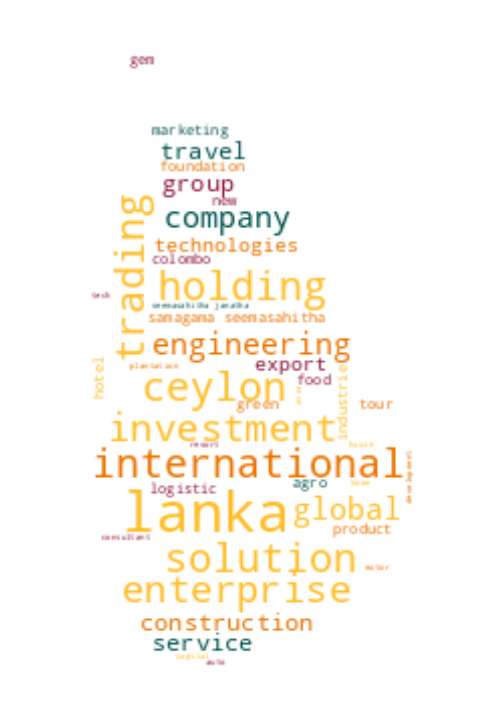 gem
marketing
travel
foundation
group
new
company
trading
technologies
colombo
holding
tech
seemasahitha janatha
samagama seemasahitha
engineering
plantation
export
hotel
food
ceylon
industries
green
tour
investment
resort
house
international
development
agro
home
logistic
lanka
global
product
consultant
solution
motor
enterprise
construction
service
capital
auto